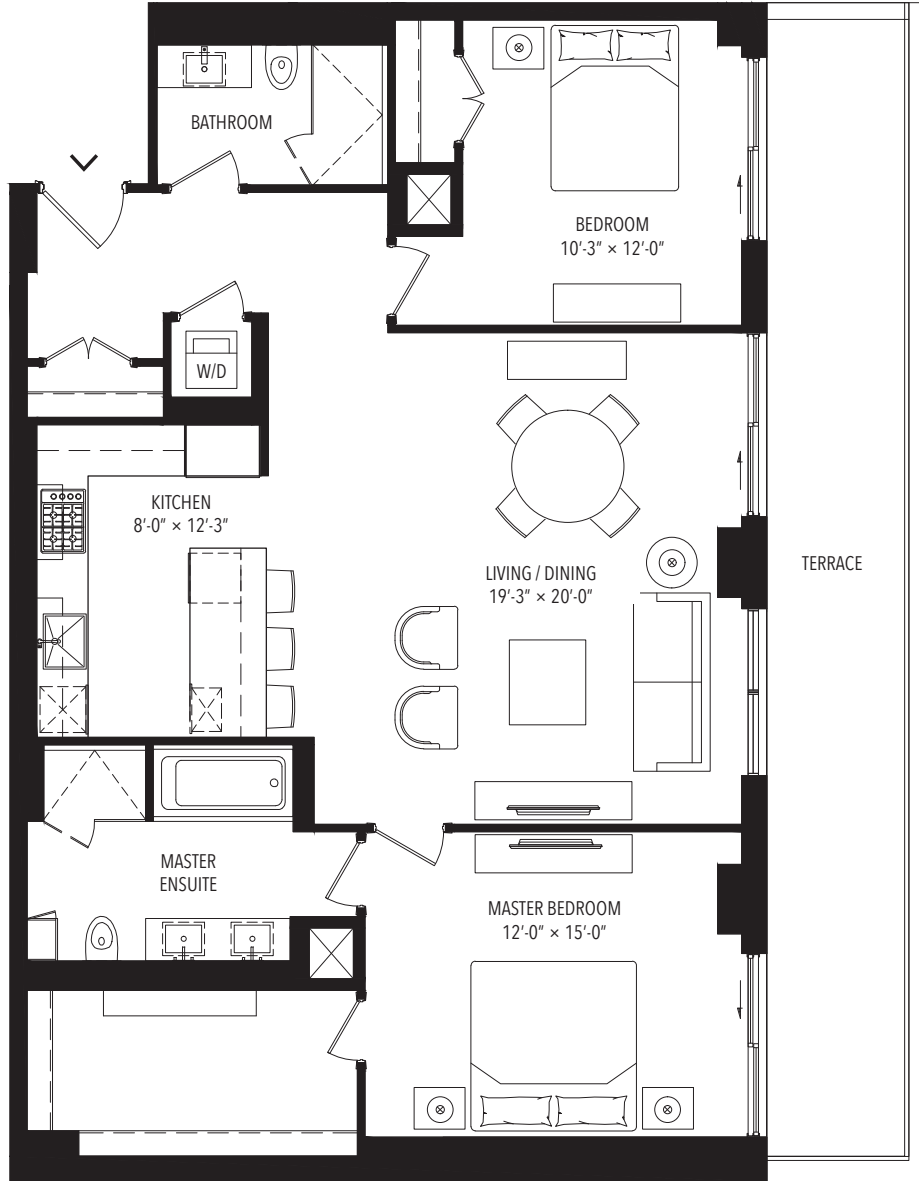 BATHROOM
BEDROOM
10'-3" × 12'-0"
W/D
KITCHEN
8'-0" × 12'-3"
LIVING / DINING
19'-3" × 20'-0"
TERRACE
MASTER
ENSUITE
MASTER BEDROOM
12'-0" × 15'-0"